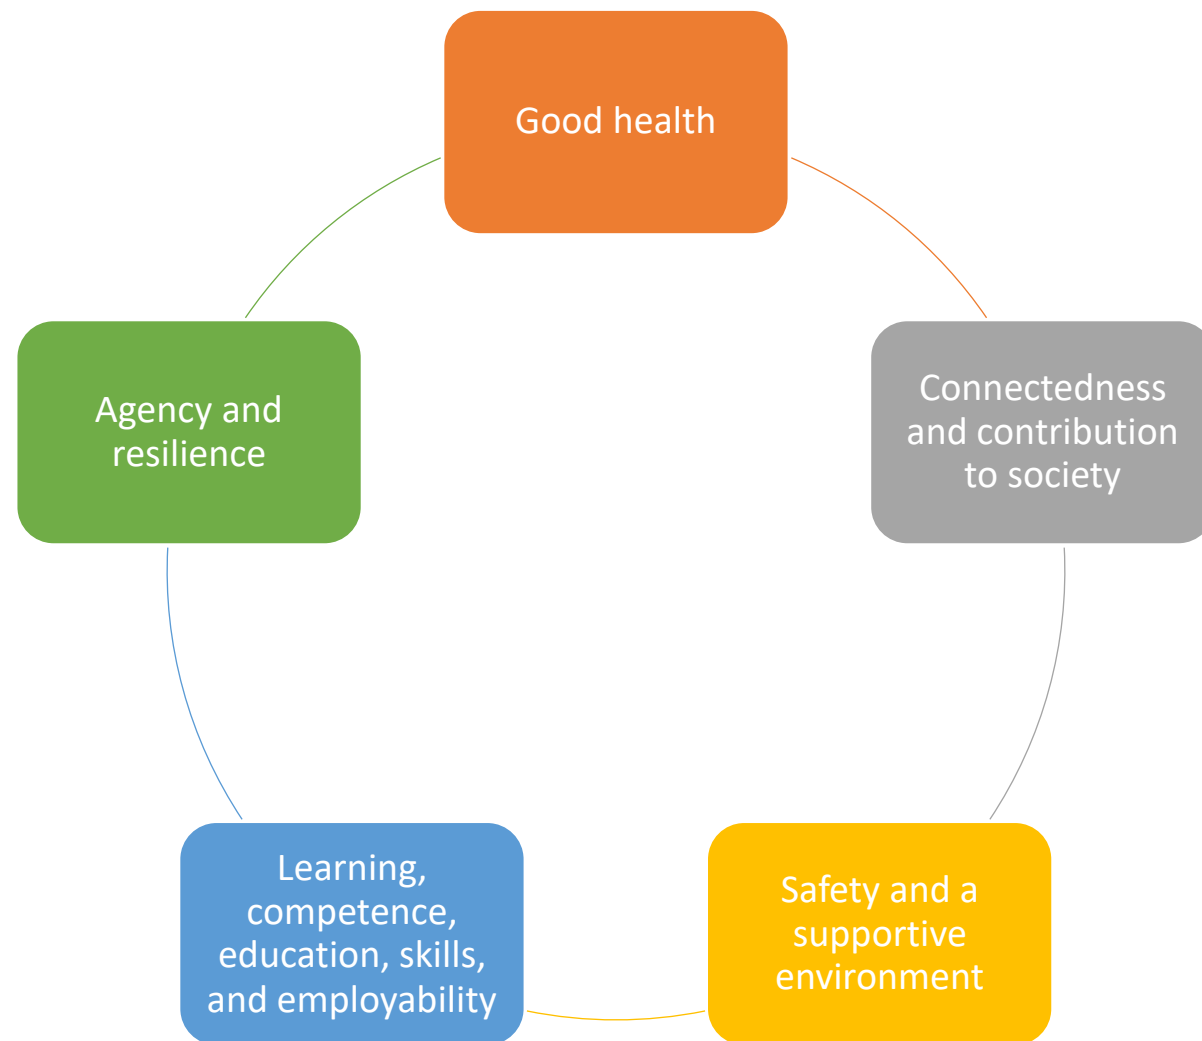 Good health
Connectedness
and contribution
to society
Safety and a
supportive
environment
Learning,
competence,
education, skills,
and employability
Agency and
resilience